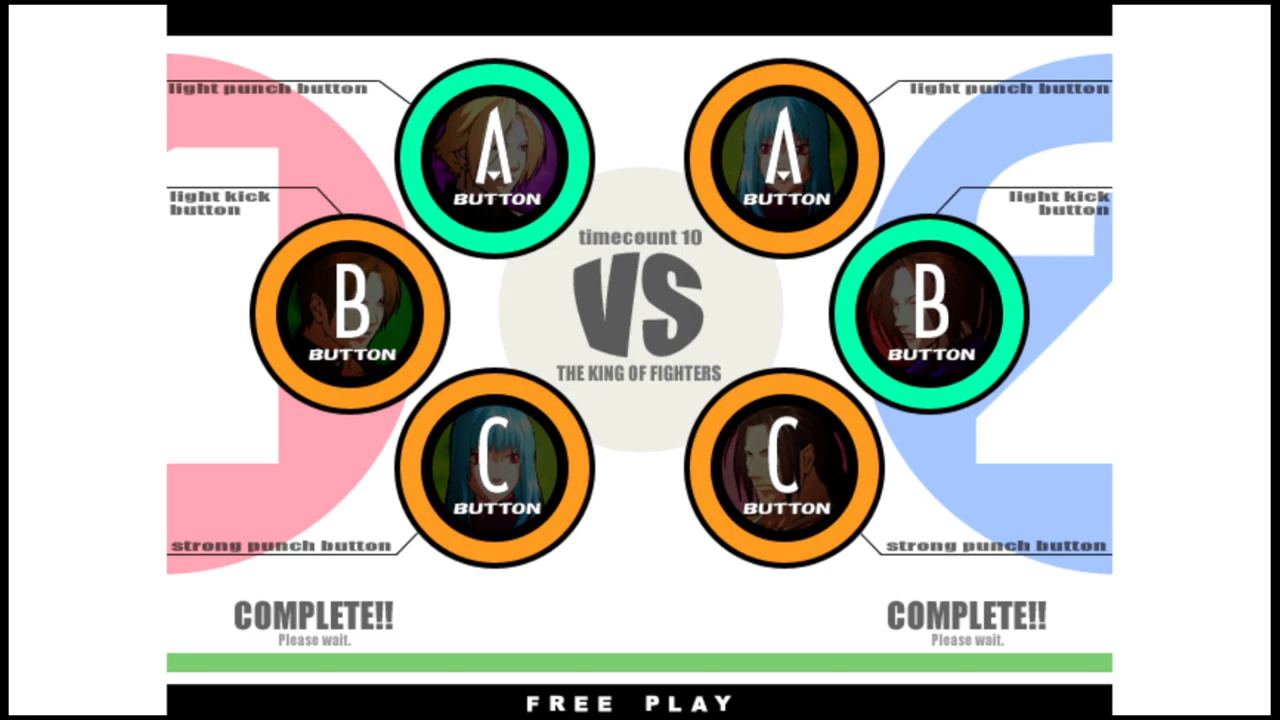 light punch button
A
BUTTON
A
BUTTON
light punch button
light kick
button
B
BUTTON
timecount 10
VS
THE KING OF FIGHTERS
B
BUTTON
light kick
button
1
2
C
BUTTON
C
BUTTON
strong punch button
strong punch button
COMPLETE!!
Please wait.
COMPLETE!!
Please wait.
FREE PLAY